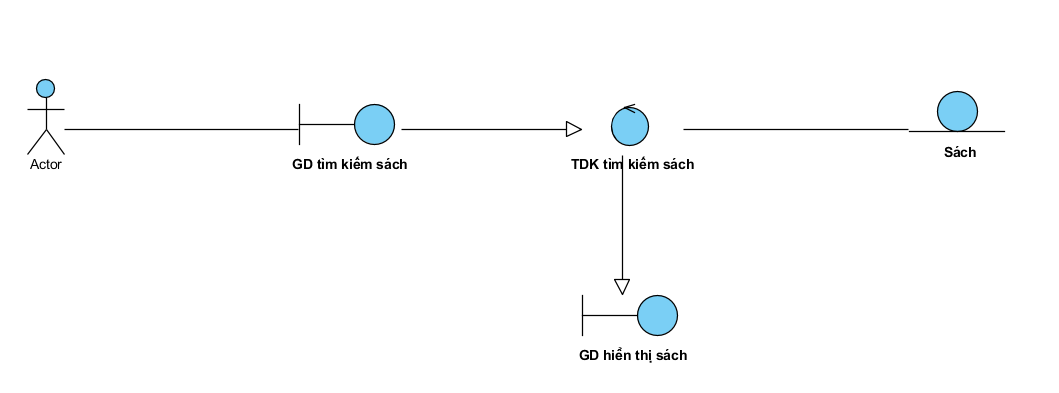 Actor
GD tìm kiếm sách
TDK tìm kiếm sách
Sách
GD hiển thị sách